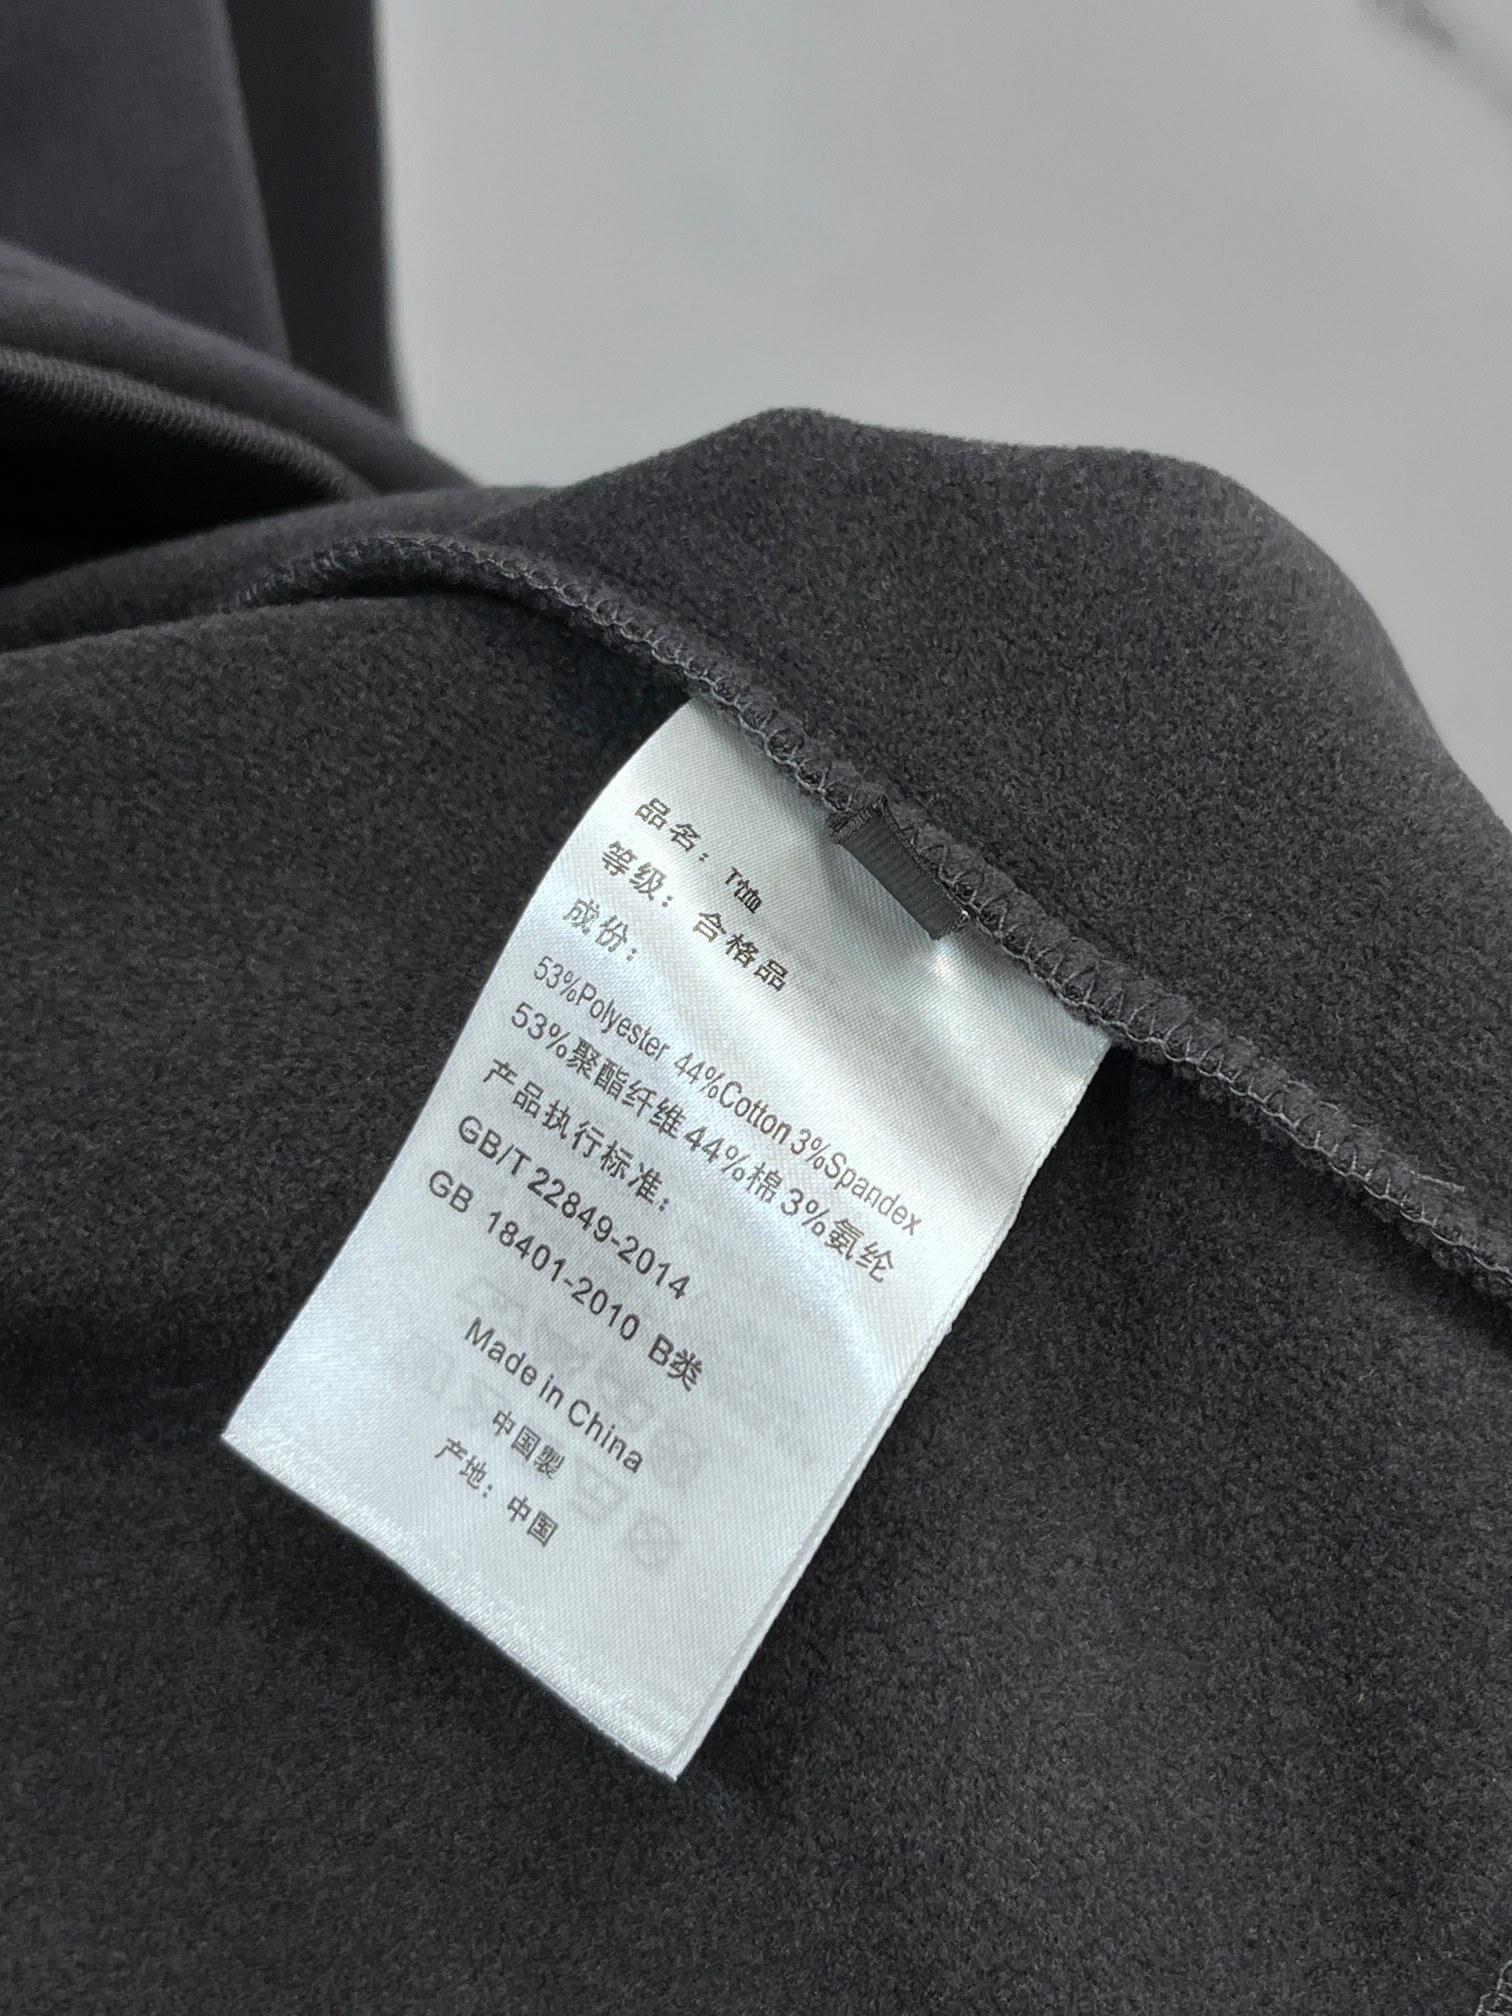 品名：T恤
等级：合格品
成份：
53%Polyester 44%Cotton 3%Spandex
53%聚酯纤维 44%棉 3%氨纶
产品执行标准：
GB/T 22849-2014
GB 18401-2010 B类
Made in China
中国製
产地：中国